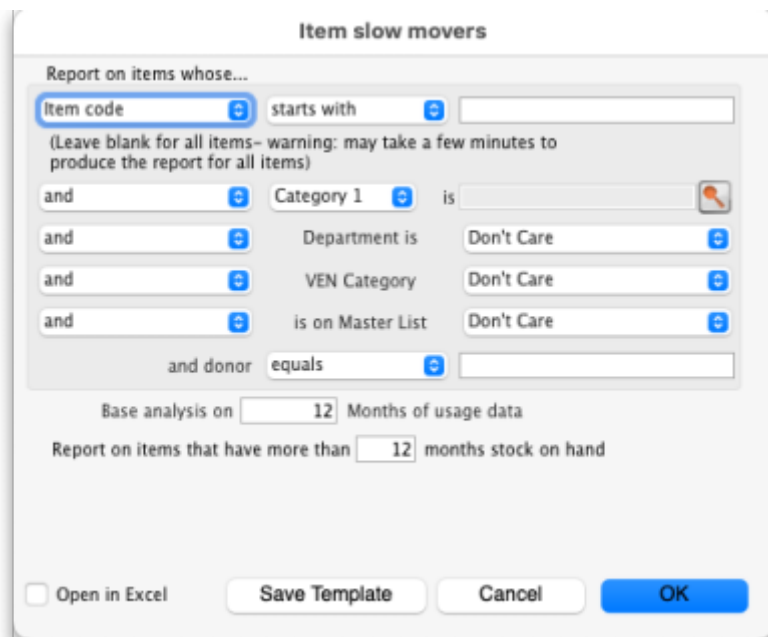 Item slow movers
Report on items whose...
Item code starts with
(Leave blank for all items- warning: may take a few minutes to
produce the report for all items)
and Category 1 is
and Department is Don't Care
and VEN Category Don't Care
and is on Master List Don't Care
and donor equals
Base analysis on 12 Months of usage data
Report on items that have more than 12 months stock on hand
Open in Excel Save Template Cancel OK